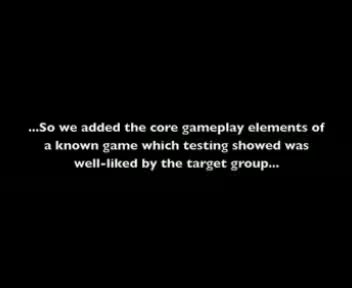 ...So we added the core gameplay elements of
a known game which testing showed was
well-liked by the target group...